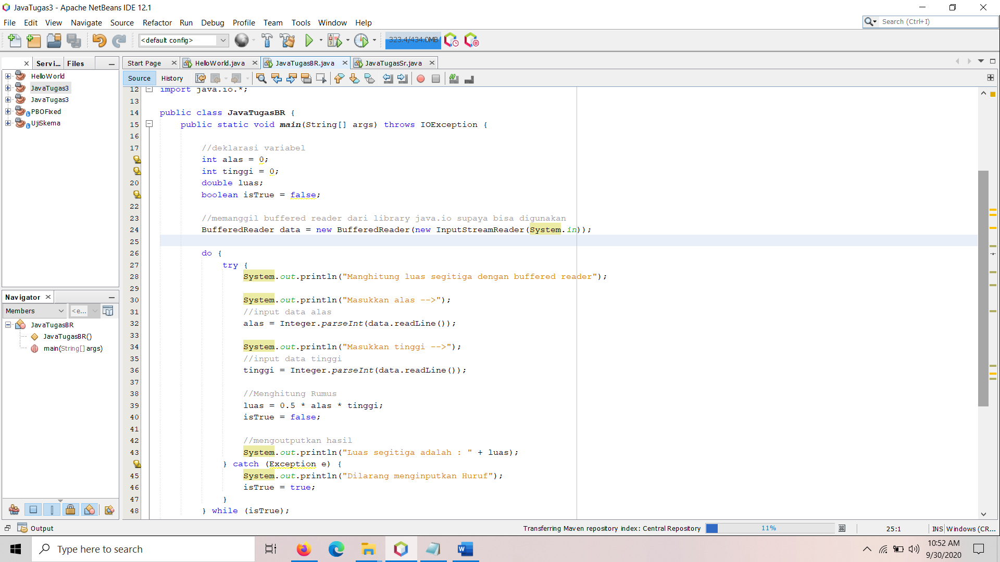 JavaTugas3 - Apache NetBeans IDE 12.1
File Edit View Navigate Source Refactor Run Debug Profile Team Tools Window Help
Search (Ctrl+I)
<default config>
323.4/434.0MB
Servi... Files
HelloWorld
JavaTugas3
JavaTugas3
PBOFixed
UjiSkema
Start Page HelloWorld.java JavaTugasBR.java JavaTugasSr.java
Source History
12 import java.io.*;
13
14 public class JavaTugasBR {
15 public static void main(String[] args) throws IOException {
16
17 //deklarasi variabel
int alas = 0;
int tinggi = 0;
20 double luas;
boolean isTrue = false;
22
23 //memanggil buffered reader dari library java.io supaya bisa digunakan
24 BufferedReader data = new BufferedReader(new InputStreamReader(System.in));
25
26 do {
27 try {
28 System.out.println("Manghitung luas segitiga dengan buffered reader");
29
30 System.out.println("Masukkan alas -->");
31 //input data alas
32 alas = Integer.parseInt(data.readLine());
33
34 System.out.println("Masukkan tinggi -->");
35 //input data tinggi
36 tinggi = Integer.parseInt(data.readLine());
37
38 //Menghitung Rumus
39 luas = 0.5 * alas * tinggi;
40 isTrue = false;
41
42 //mengoutputkan hasil
43 System.out.println("Luas segitiga adalah : " + luas);
} catch (Exception e) {
45 System.out.println("Dilarang menginputkan Huruf");
46 isTrue = true;
47 }
48 } while (isTrue);
Navigator
Members <e...
JavaTugasBR
JavaTugasBR()
main(String[] args)
Output
Transferring Maven repository index: Central Repository 11% 25:1 INS Windows (CR...
Type here to search
10:52 AM
9/30/2020